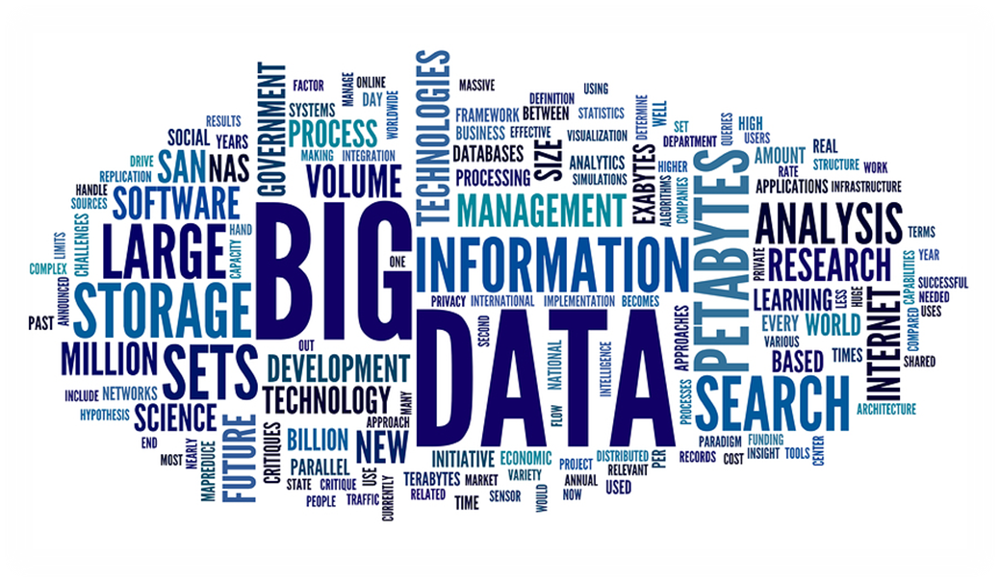 TECHNOLOGIES
GOVERNMENT
FACTOR
MANAGE
ONLINE
MASSIVE
USING
DAY
WORLDWIDE
DEFINITION
SYSTEMS
FRAMEWORK
BETWEEN
STATISTICS
DETERMINE
WELL
RESULTS
PROCESS
BUSINESS
EFFECTIVE
VISUALIZATION
SET
QUERIES
HIGH
USERS
SOCIAL
YEARS
MAKING
INTEGRATION
DATABASES
SIZE
ANALYTICS
EXABYTES
DEPARTMENT
AMOUNT
REAL
DRIVE
SAN
NAS
VOLUME
PROCESSING
SIMULATIONS
HIGHER
ALGORITHMS
COMPANIES
PETABYTES
RATE
STRUCTURE
WORK
REPLICATION
HANDLE
SOURCES
SOFTWARE
MANAGEMENT
APPLICATIONS
INFRASTRUCTURE
CHALLENGES
LIMITS
COMPLEX
LARGE
HAND
CAPACITY
BIG
ONE
INFORMATION
ANALYSIS
TERMS
PRIVATE
RESEARCH
CAPABILITIES
YEAR
ANNOUNCED
PAST
STORAGE
PRIVACY
INTERNATIONAL
IMPLEMENTATION
BECOMES
LEARNING
LESS
HUGE
INTERNET
SUCCESSFUL
NEEDED
USES
COMPARED
SECOND
DATA
APPROACHES
EVERY
WORLD
MILLION
SETS
OUT
DEVELOPMENT
NATIONAL
INTELLIGENCE
VARIOUS
BASED
TIMES
SHARED
INCLUDE
NETWORKS
TECHNOLOGY
MANY
FLOW
PROCESSES
SEARCH
ARCHITECTURE
HYPOTHESIS
SCIENCE
FUTURE
CRITIQUES
APPROACH
END
BILLION
NEW
INITIATIVE
ECONOMIC
PROJECT
DISTRIBUTED
PER
PARADIGM
FUNDING
CENTER
MOST
NEARLY
MAPREDUCE
PARALLEL
RECORDS
COST
INSIGHT
TOOLS
STATE
CRITIQUE
USE
CURRENTLY
TERABYTES
MARKET
VARIETY
ANNUAL
RELEVANT
PEOPLE
TRAFFIC
RELATED
TIME
SENSOR
WOULD
NOW
USED